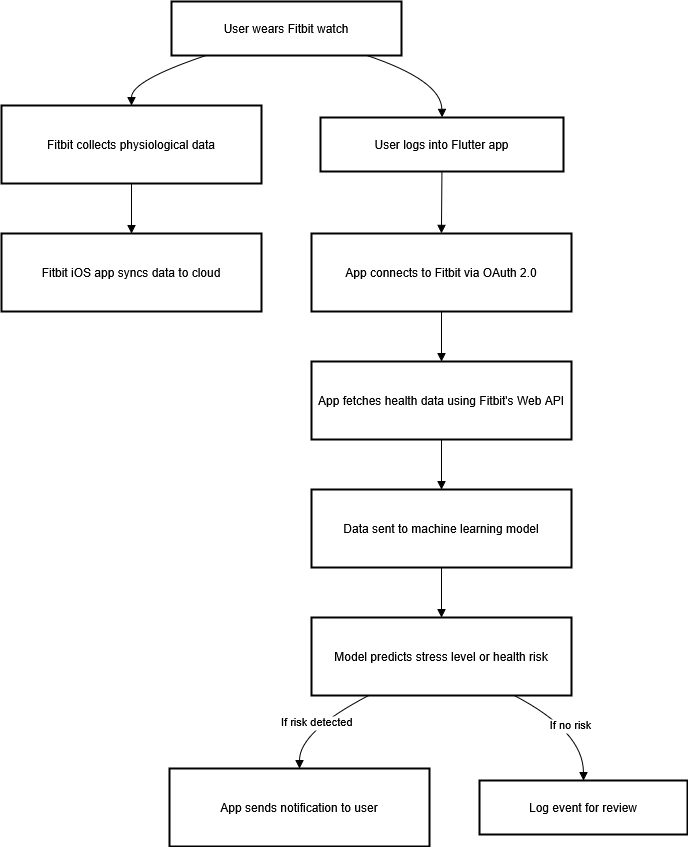 User wears Fitbit watch
Fitbit collects physiological data
User logs into Flutter app
Fitbit iOS app syncs data to cloud
App connects to Fitbit via OAuth 2.0
App fetches health data using Fitbit's Web API
Data sent to machine learning model
Model predicts stress level or health risk
If risk detected
If no risk
App sends notification to user
Log event for review